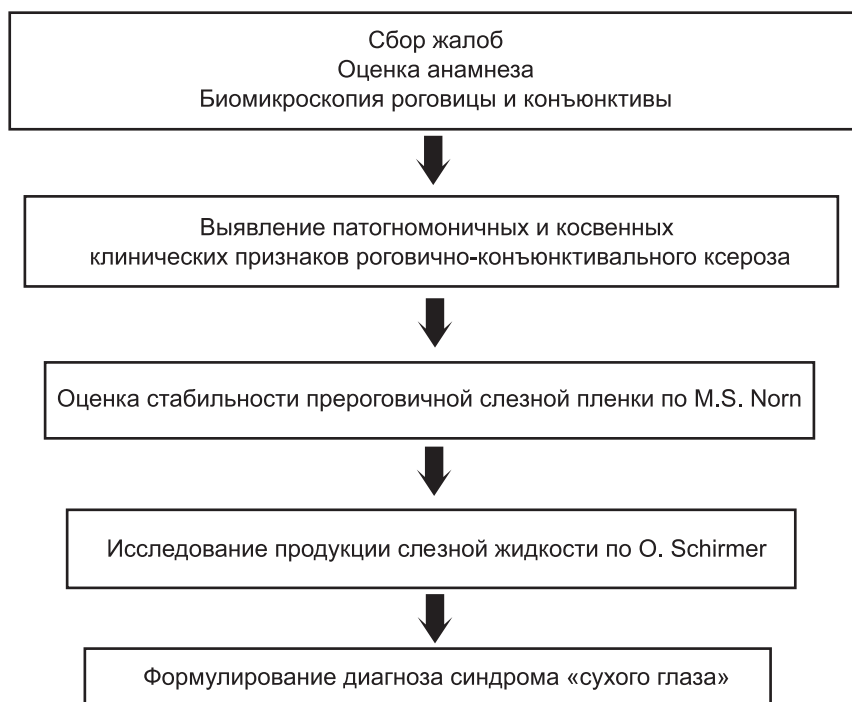 Сбор жалоб
Оценка анамнеза
Биомикроскопия роговицы и конъюнктивы
Выявление патогномоничных и косвенных
клинических признаков роговично-конъюнктивального ксероза
Оценка стабильности прероговичной слезной пленки по M.S. Norn
Исследование продукции слезной жидкости по O. Schirmer
Формулирование диагноза синдрома «сухого глаза»